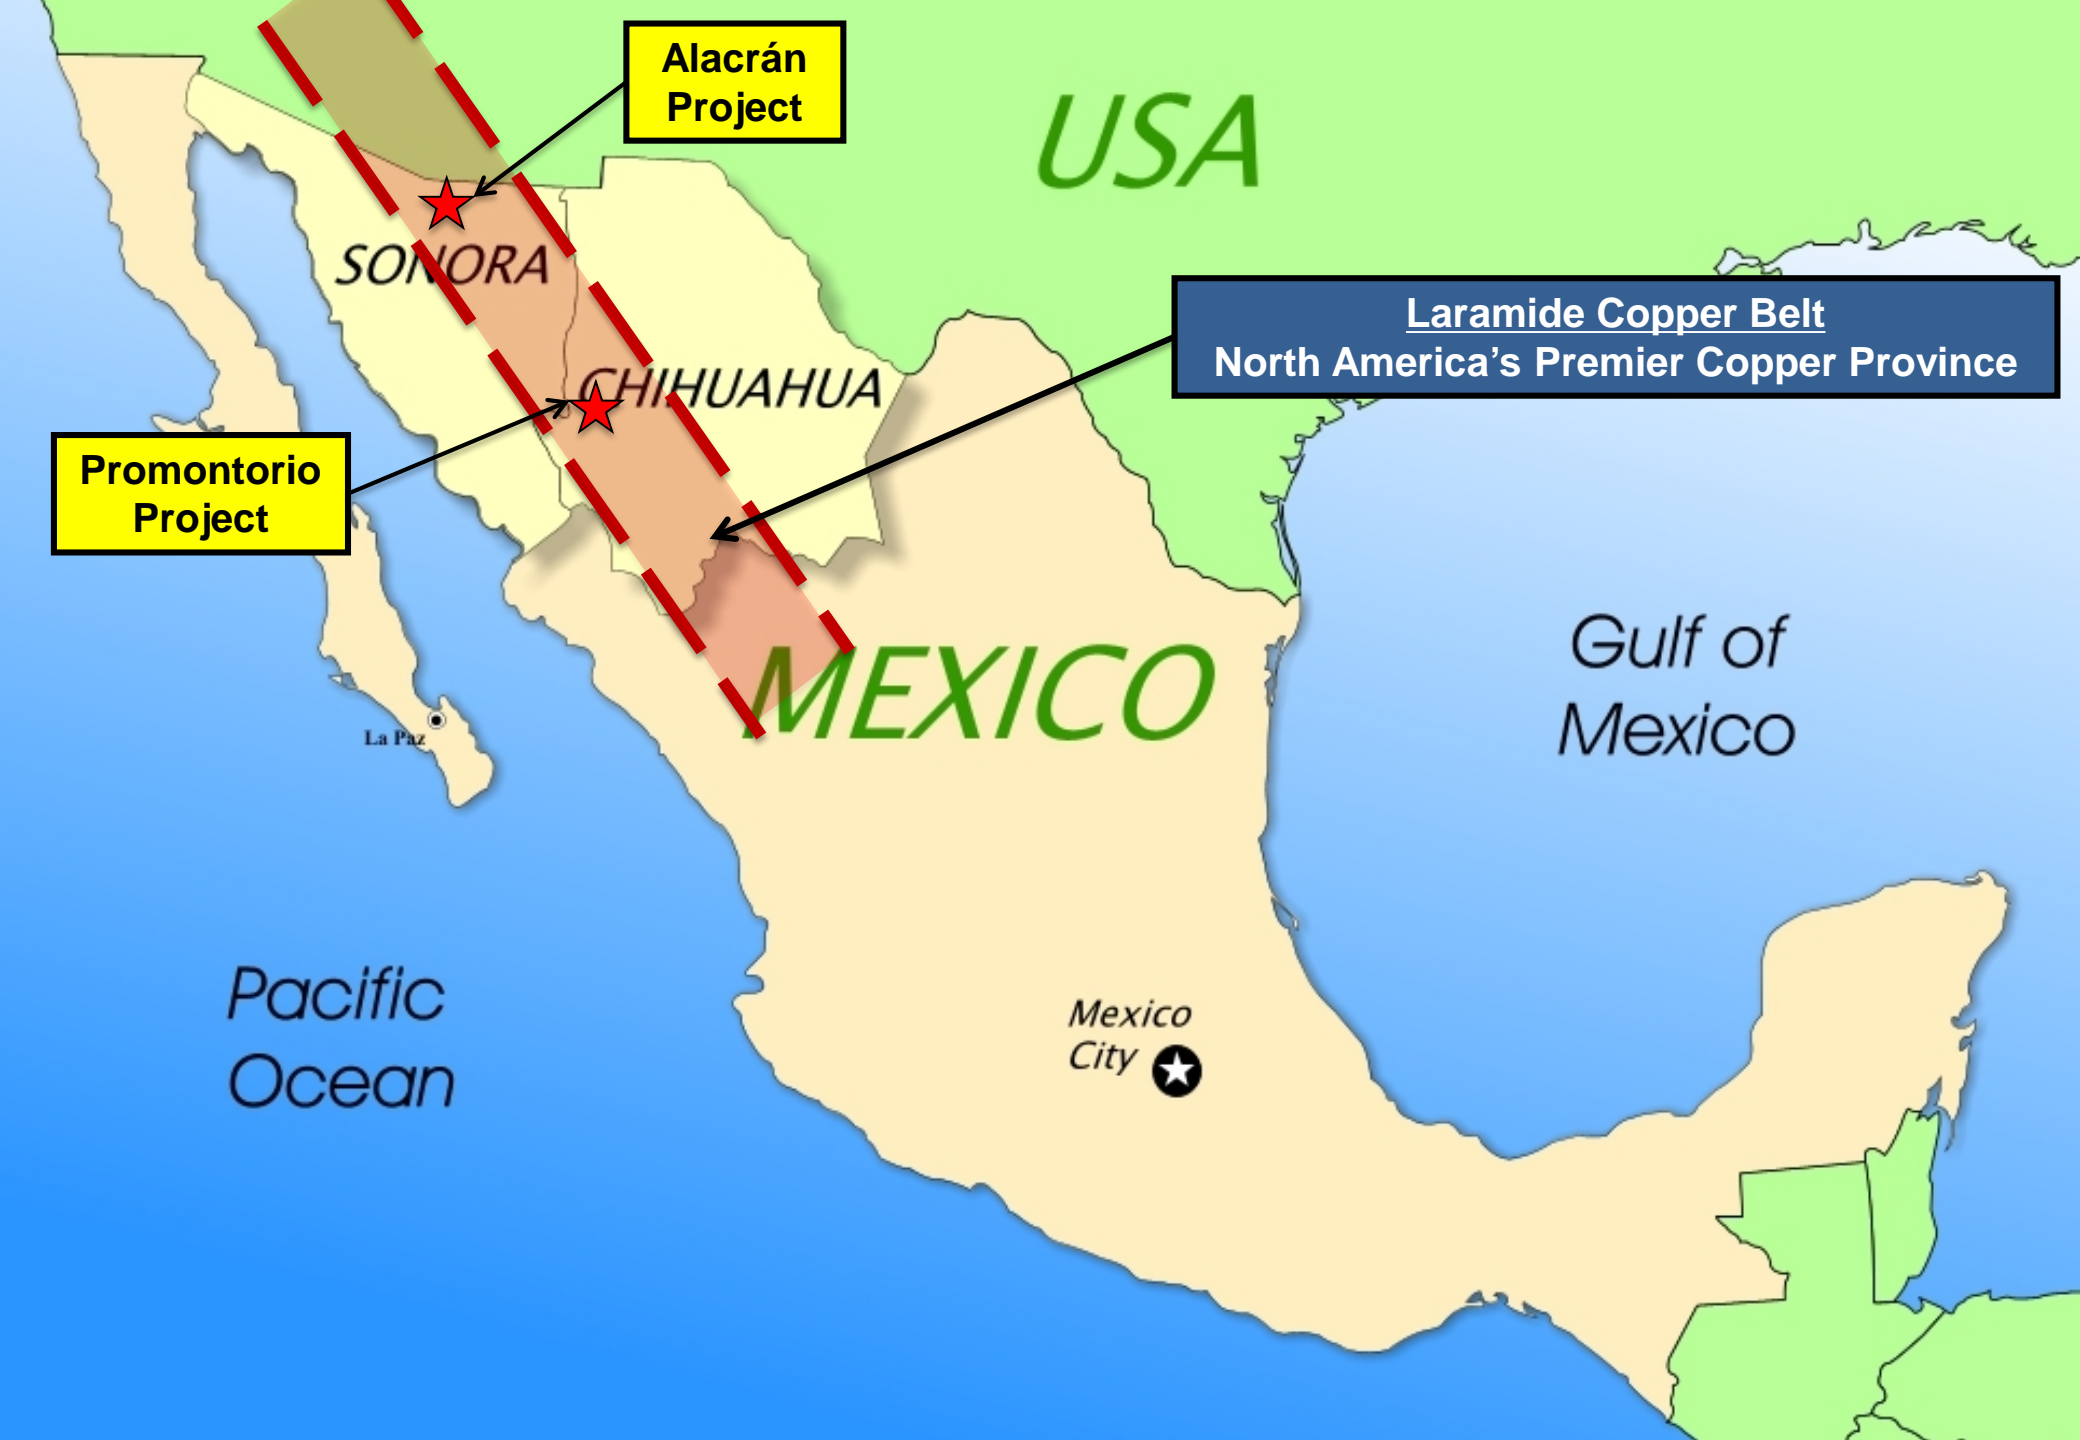 Alacrán
Project
USA
SONORA
Laramide Copper Belt
North America’s Premier Copper Province
CHIHUAHUA
Promontorio
Project
MEXICO
Gulf of
Mexico
La Paz
Pacific
Ocean
Mexico
City